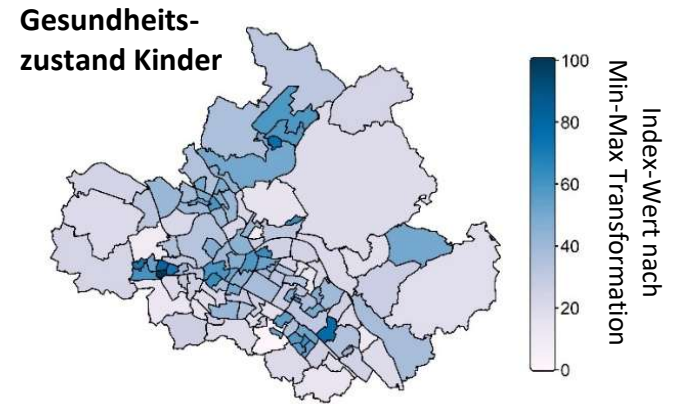 Gesundheits-
zustand Kinder
100
80
60
40
20
0
Index-Wert nach
Min-Max Transformation